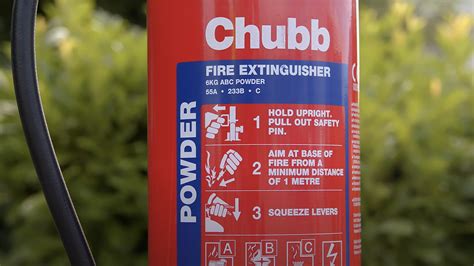 Chubb
FIRE EXTINGUISHER
6KG ABC POWDER
55A • 233B • C
POWDER
1 HOLD UPRIGHT.
PULL OUT SAFETY
PIN.
2 AIM AT BASE OF
FIRE FROM A
MINIMUM DISTANCE
OF 1 METRE
3 SQUEEZE LEVERS
A B C